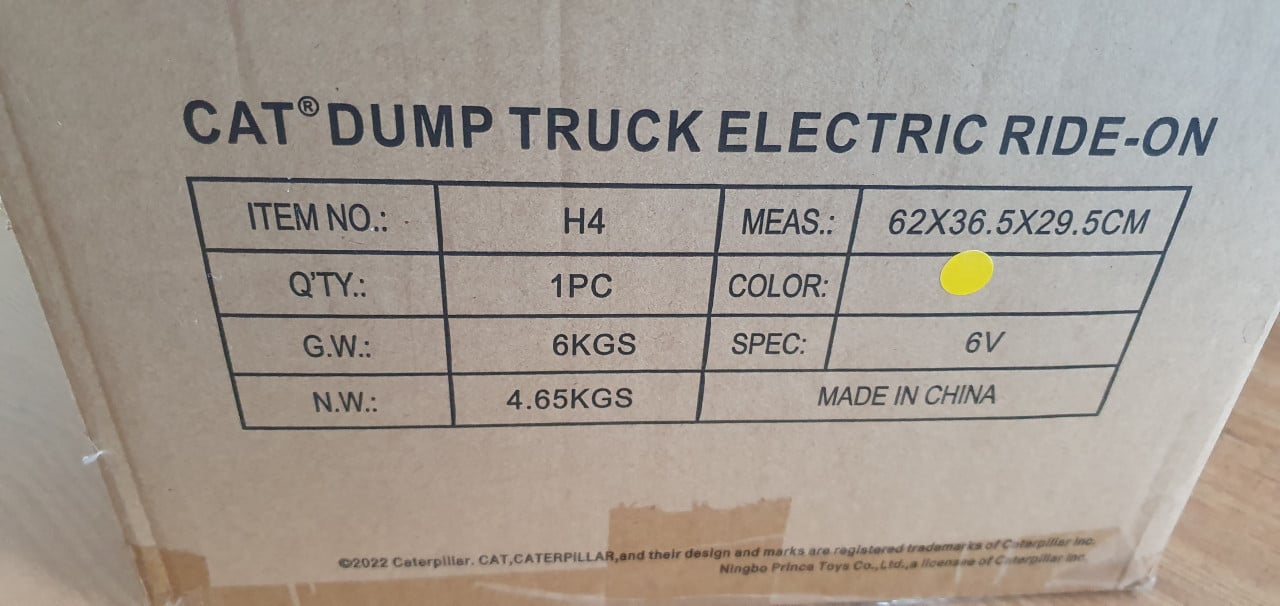 CAT® DUMP TRUCK ELECTRIC RIDE-ON
ITEM NO.: H4 MEAS.: 62X36.5X29.5CM
Q'TY.: 1PC COLOR:
G.W.: 6KGS SPEC: 6V
N.W.: 4.65KGS MADE IN CHINA
©2022 Caterpillar. CAT,CATERPILLAR,and their design and marks are registered trademarks of Caterpillar Inc.
Ningbo Prince Toys Co.,Ltd.,a licensee of Caterpillar Inc.